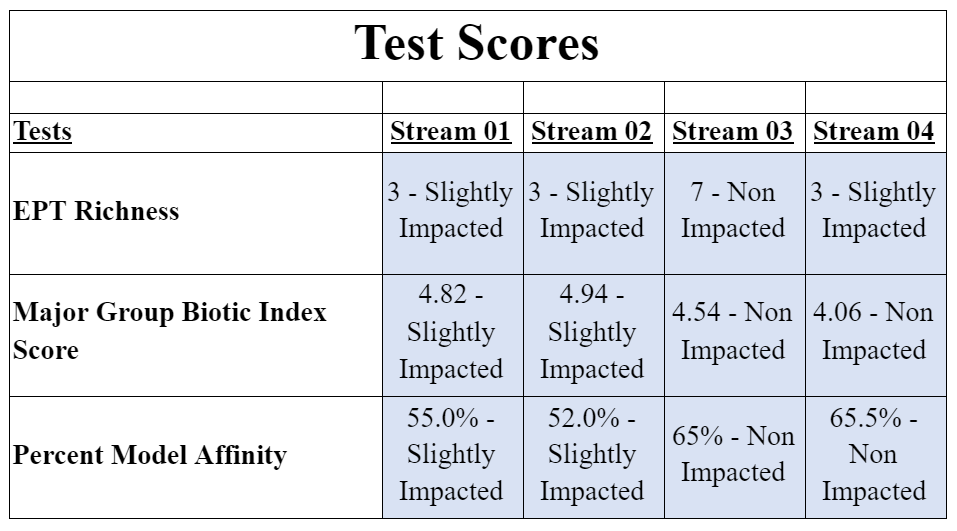 Test Scores
Tests Stream 01 Stream 02 Stream 03 Stream 04
EPT Richness
3 - Slightly
Impacted
3 - Slightly
Impacted
7 - Non
Impacted
3 - Slightly
Impacted
Major Group Biotic Index
Score
4.82 -
Slightly
Impacted
4.94 -
Slightly
Impacted
4.54 - Non
Impacted
4.06 - Non
Impacted
Percent Model Affinity
55.0% -
Slightly
Impacted
52.0% -
Slightly
Impacted
65% - Non
Impacted
65.5% -
Non
Impacted